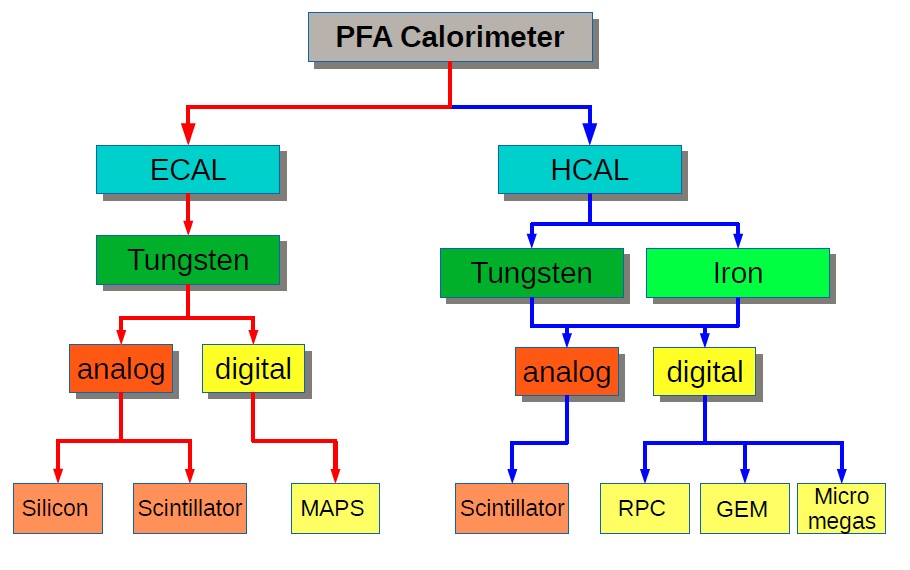 PFA Calorimeter
ECAL
HCAL
Tungsten
Tungsten
Iron
analog
digital
analog
digital
Silicon
Scintillator
MAPS
Scintillator
RPC
GEM
Micro
megas